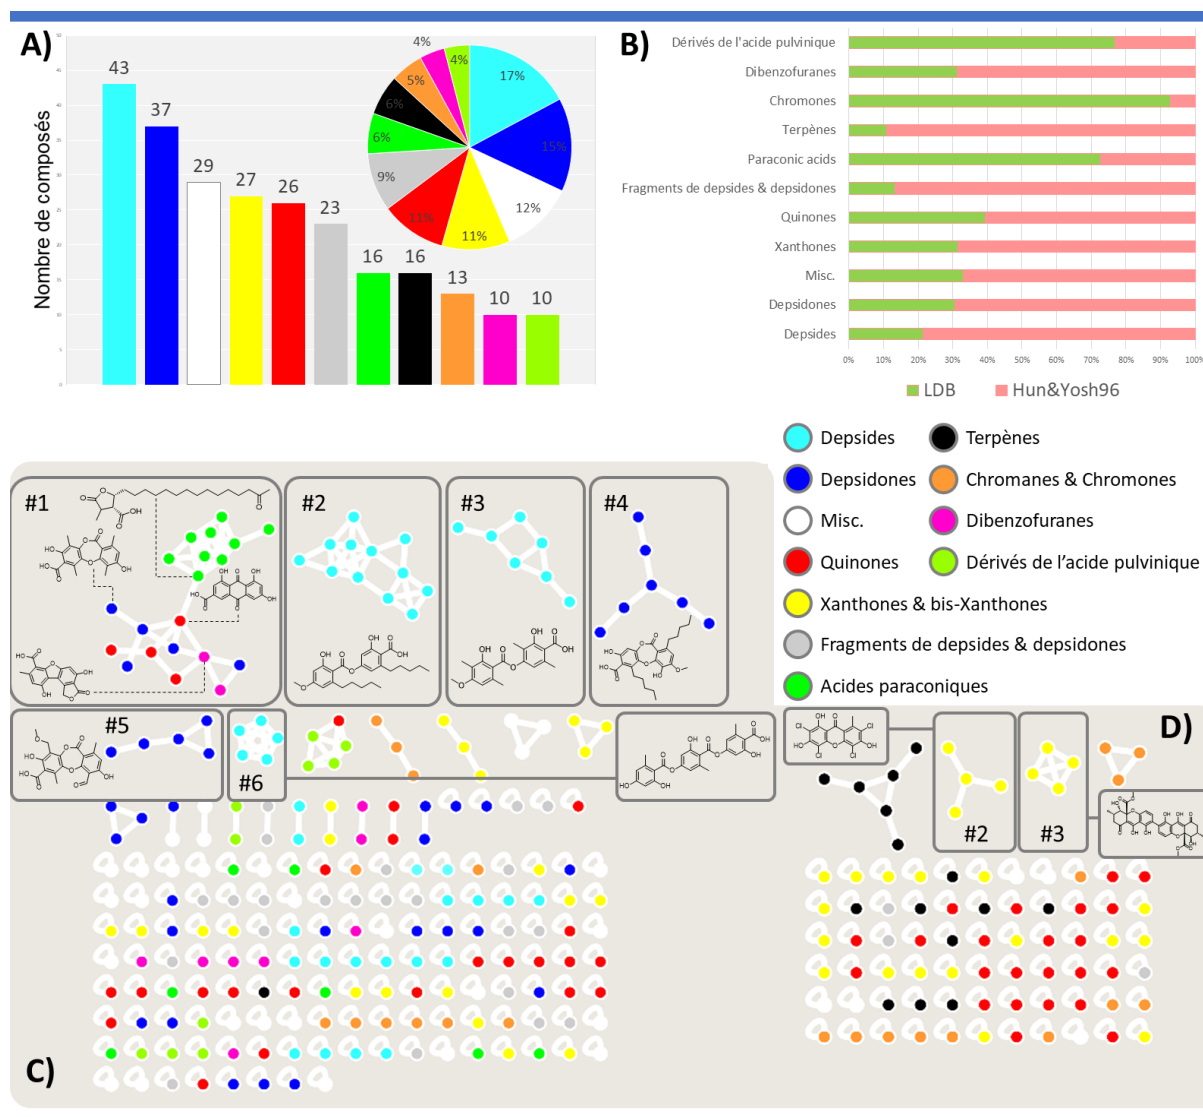 A)
Nombre de composés
43
37
29
27
26
23
16
16
13
10
10
17%
15%
12%
11%
11%
9%
6%
6%
5%
4%
4%
B)
Dérivés de l'acide pulvinique
Dibenzofuranes
Chromones
Terpènes
Paraconic acids
Fragments de depsides & depsidones
Quinones
Xanthones
Misc.
Depsidones
Depsides
0% 10% 20% 30% 40% 50% 60% 70% 80% 90% 100%
LDB Hun&Yosh96
Depsides
Terpènes
Depsidones
Chromanes & Chromones
Misc.
Dibenzofuranes
Quinones
Dérivés de l'acide pulvinique
Xanthones & bis-Xanthones
Fragments de depsides & depsidones
Acides paraconiques
#1
#2
#3
#4
#5
#6
C)
D)
#2
#3